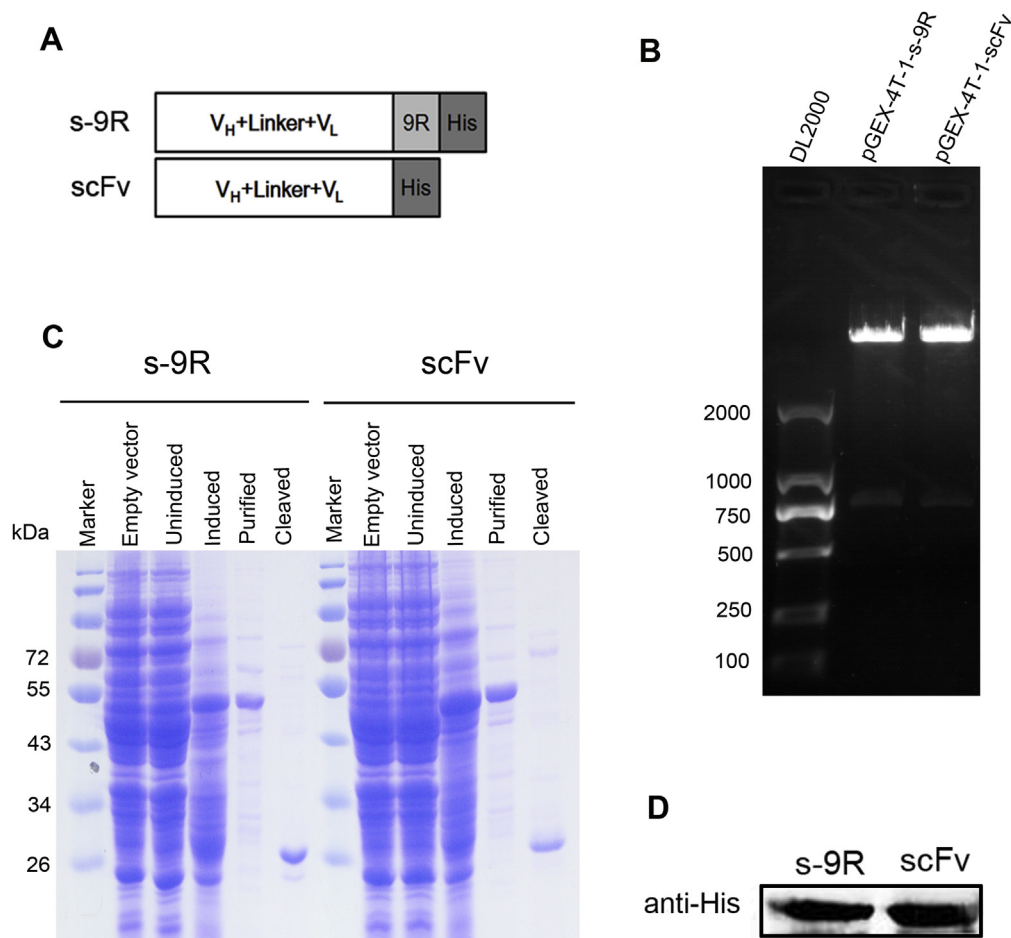 A
s-9R
VH+Linker+VL
9R
His
scFv
VH+Linker+VL
His
B
DL2000
pGEX-4T-1-s-9R
pGEX-4T-1-scFv
2000
1000
750
500
250
100
C
s-9R
scFv
kDa
Marker
Empty vector
Uninduced
Induced
Purified
Cleaved
Marker
Empty vector
Uninduced
Induced
Purified
Cleaved
72
55
43
34
26
D
s-9R
scFv
anti-His